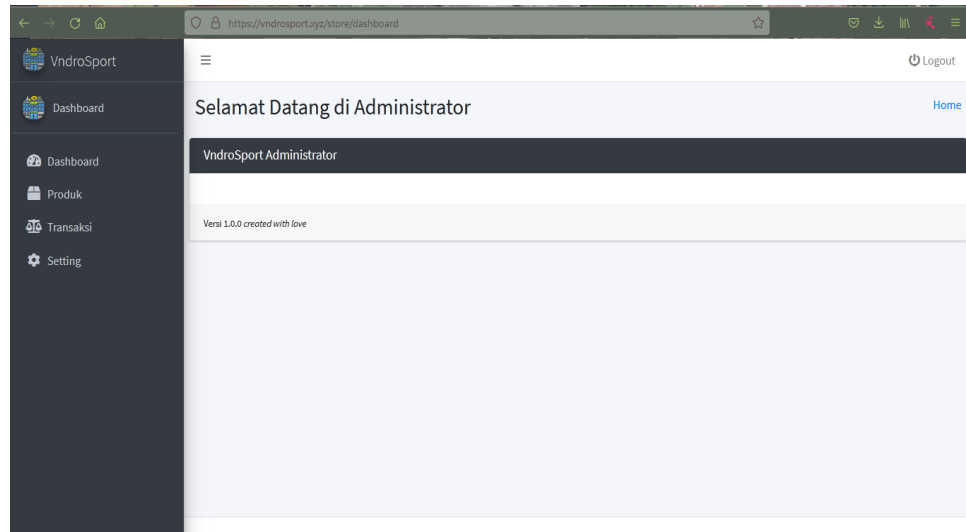 https://vndrosport.xyz/store/dashboard
VndroSport
Logout
Dashboard
Selamat Datang di Administrator
Home
Dashboard
Produk
Transaksi
Setting
VndroSport Administrator
Versi 1.0.0 created with love